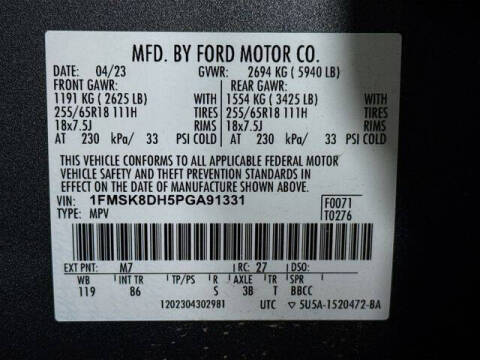 MFD. BY FORD MOTOR CO.
DATE: 04/23 GVWR: 2694 KG ( 5940 LB)
FRONT GAWR: REAR GAWR:
1191 KG ( 2625 LB) WITH 1554 KG ( 3425 LB) WITH
255/65R18 111H TIRES 255/65R18 111H TIRES
18x7.5J RIMS 18x7.5J RIMS
AT 230 kPa/ 33 PSI COLD AT 230 kPa/ 33 PSI COLD
THIS VEHICLE CONFORMS TO ALL APPLICABLE FEDERAL MOTOR
VEHICLE SAFETY, BUMPER, AND THEFT PREVENTION STANDARDS
IN EFFECT ON THE DATE OF MANUFACTURE SHOWN ABOVE.
VIN: 1FMSK8DH5PGA91331 F0071
TYPE: MPV T0276
EXT PNT: M7 RC: 27 DSO:
WB INT TR TP/PS R AXLE TR SPR
119 86 S 3B T BBCC
1202304302981 UTC 5U5A-1520472-BA